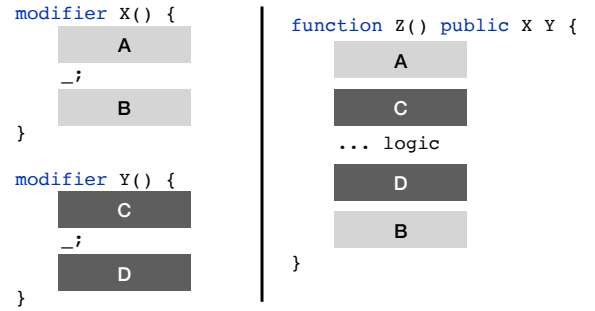 modifier X() {
A
_;
B
}
modifier Y() {
C
_;
D
}
function Z() public X Y {
A
C
... logic
D
B
}